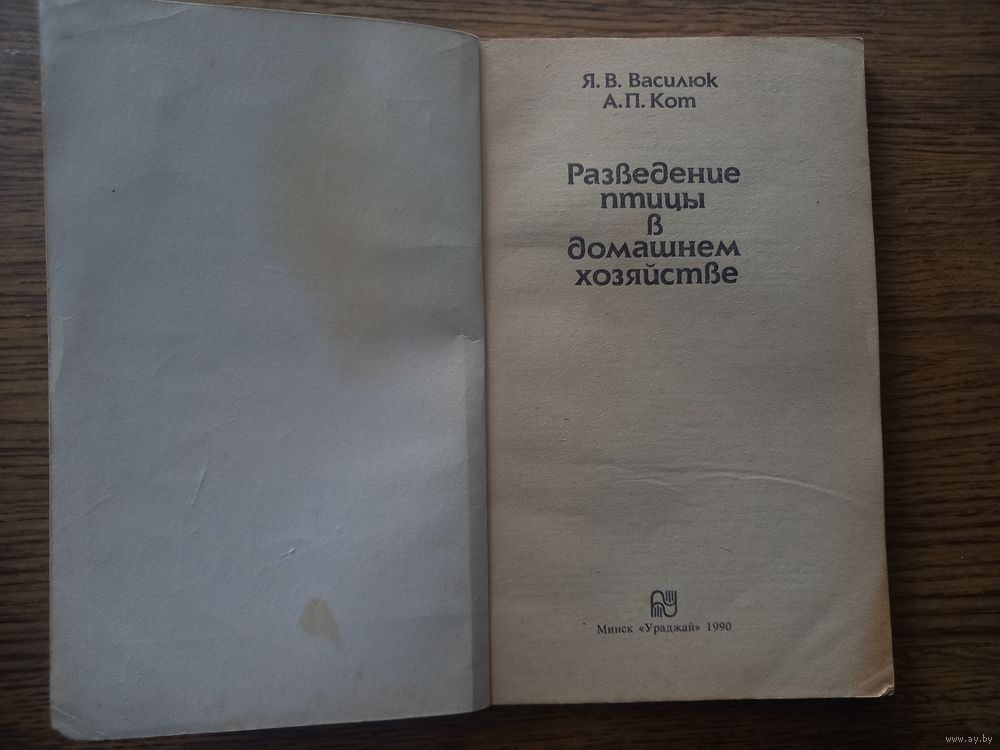 Я. В. Василюк
А. П. Кот
Разведение
птицы
в
домашнем
хозяйстве
Минск «Ураджай» 1990
www.ay.by